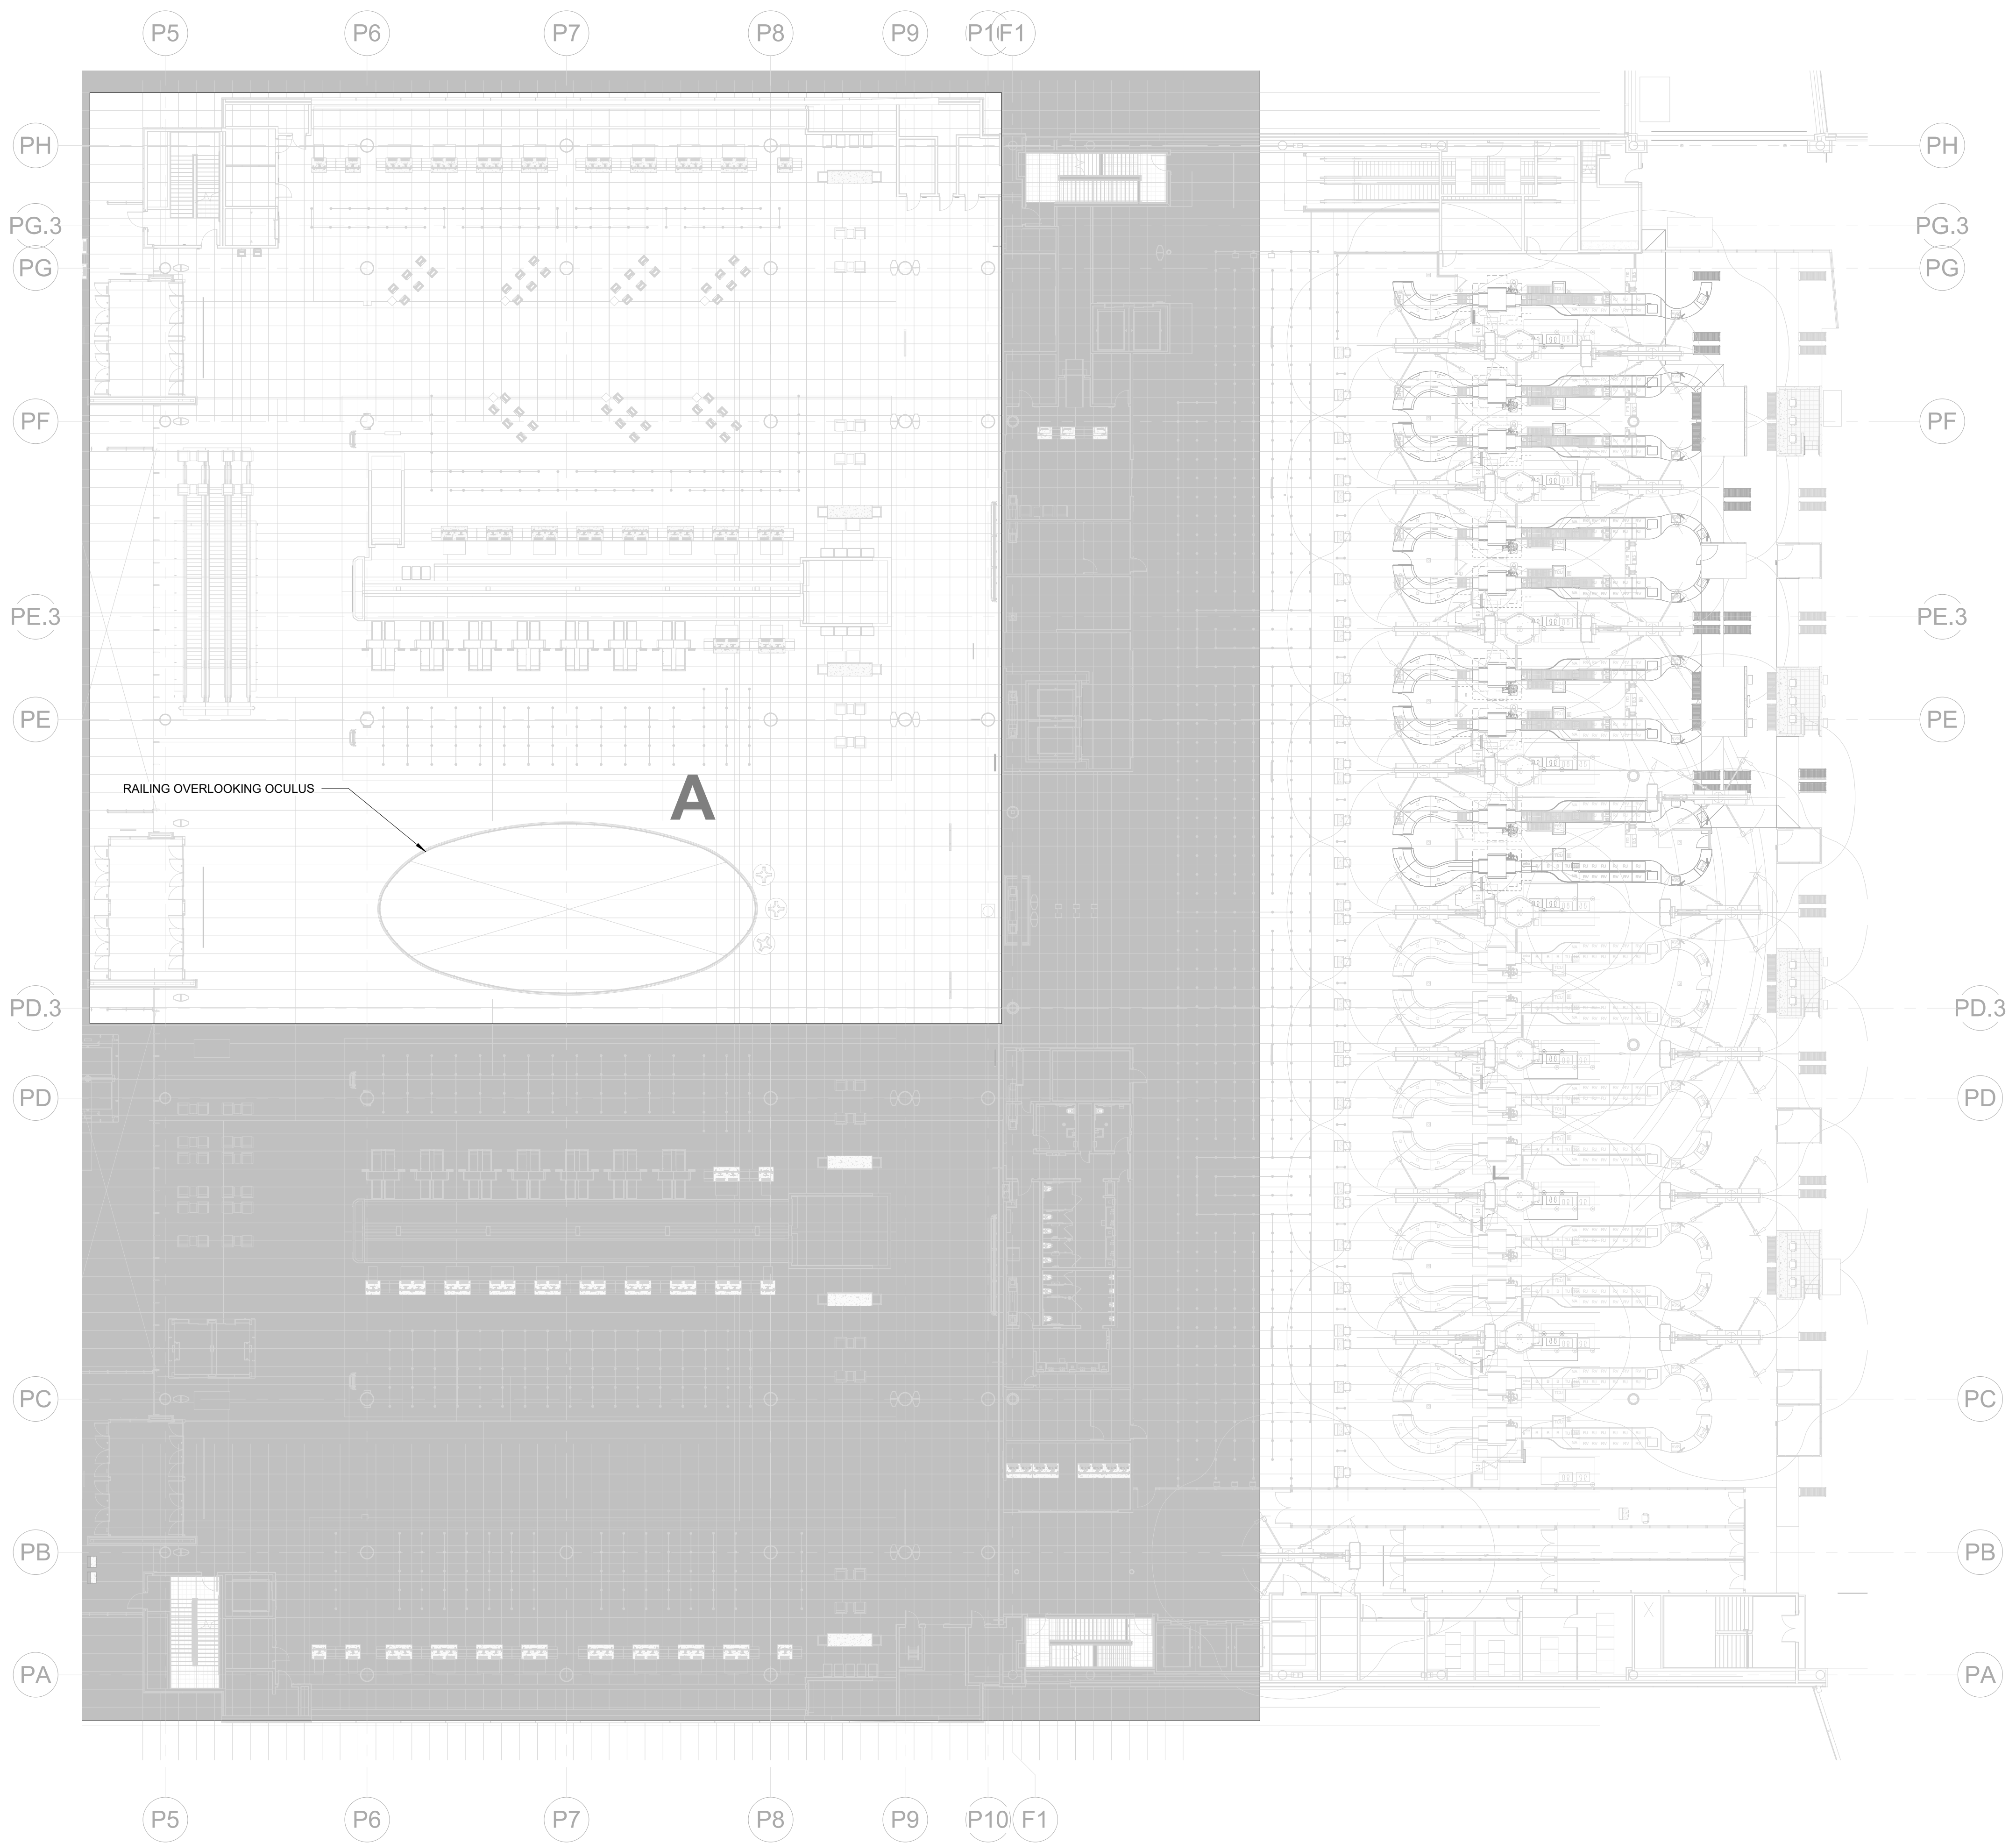 P5 P6 P7 P8 P9 P10 F1
PH PH
PG.3 PG.3
PG PG
PF PF
PE.3 PE.3
PE PE
RAILING OVERLOOKING OCULUS
A
PD.3 PD.3
PD PD
PC PC
PB PB
PA PA
P5 P6 P7 P8 P9 P10 F1